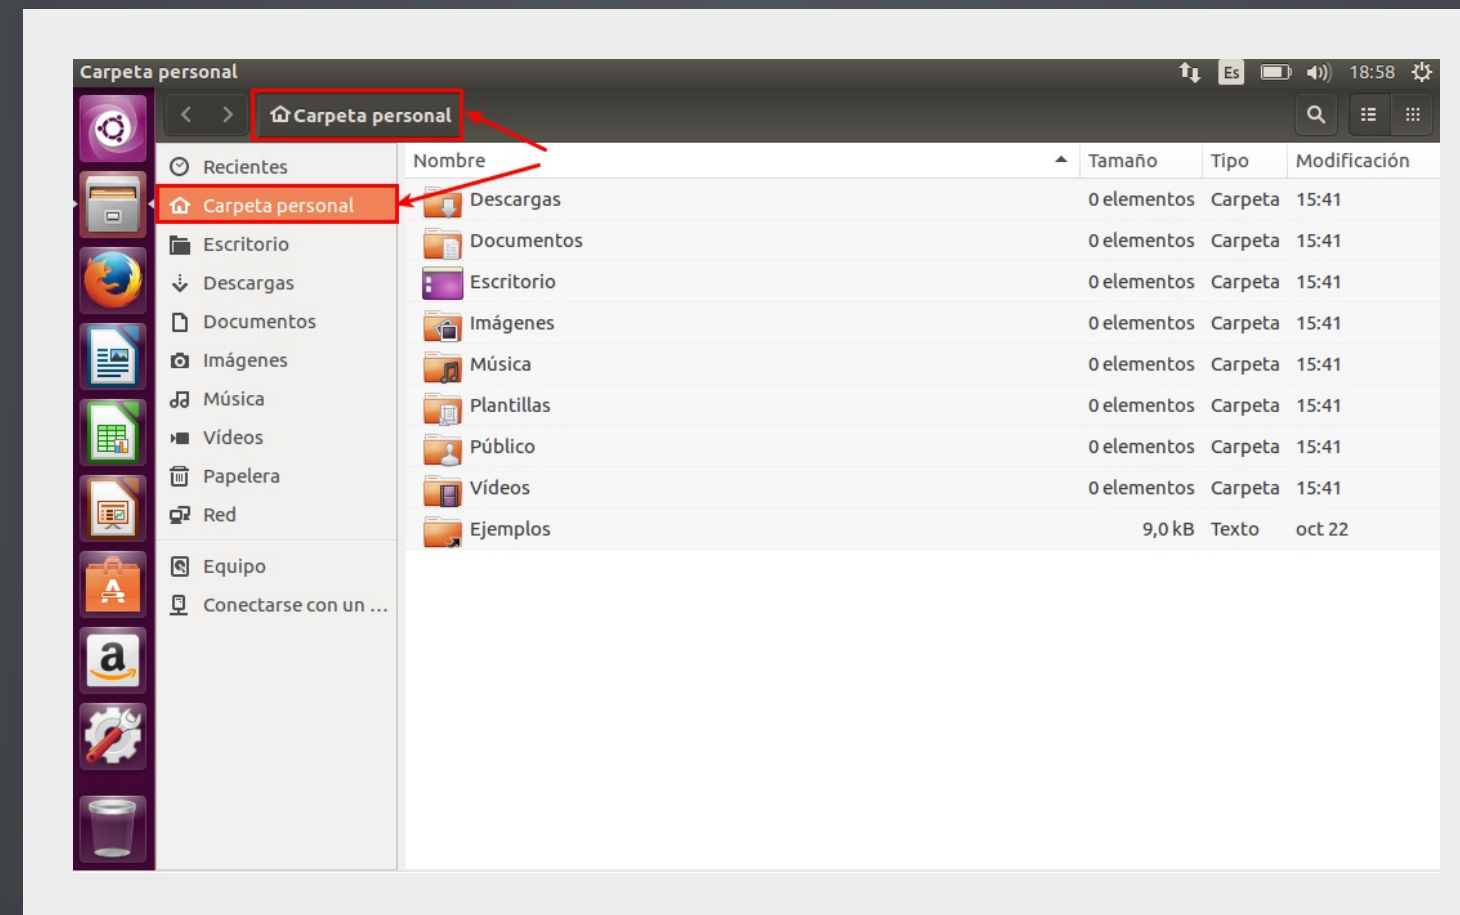 Carpeta personal
Es 18:58
Carpeta personal
Recientes
Carpeta personal
Escritorio
Descargas
Documentos
Imágenes
Música
Vídeos
Papelera
Red
Equipo
Conectarse con un ...
Nombre Tamaño Tipo Modificación
Descargas 0 elementos Carpeta 15:41
Documentos 0 elementos Carpeta 15:41
Escritorio 0 elementos Carpeta 15:41
Imágenes 0 elementos Carpeta 15:41
Música 0 elementos Carpeta 15:41
Plantillas 0 elementos Carpeta 15:41
Público 0 elementos Carpeta 15:41
Vídeos 0 elementos Carpeta 15:41
Ejemplos 9,0 kB Texto oct 22